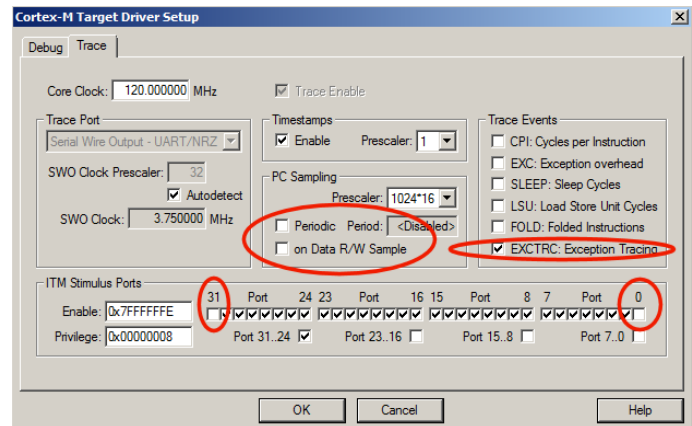 Cortex-M Target Driver Setup
Debug Trace
Core Clock: 120.000000 MHz Trace Enable
Trace Port
Serial Wire Output - UART/NRZ
SWO Clock Prescaler: 32
Autodetect
SWO Clock: 3.750000 MHz
Timestamps
Enable Prescaler: 1
PC Sampling
Prescaler: 1024*16
Periodic Period: <Disabled>
on Data R/W Sample
Trace Events
CPI: Cycles per Instruction
EXC: Exception overhead
SLEEP: Sleep Cycles
LSU: Load Store Unit Cycles
FOLD: Folded Instructions
EXCTRC: Exception Tracing
ITM Stimulus Ports
31 Port 24 23 Port 16 15 Port 8 7 Port 0
Enable: 0x7FFFFFFE
Privilege: 0x00000008 Port 31..24 Port 23..16 Port 15..8 Port 7..0
OK Cancel Help